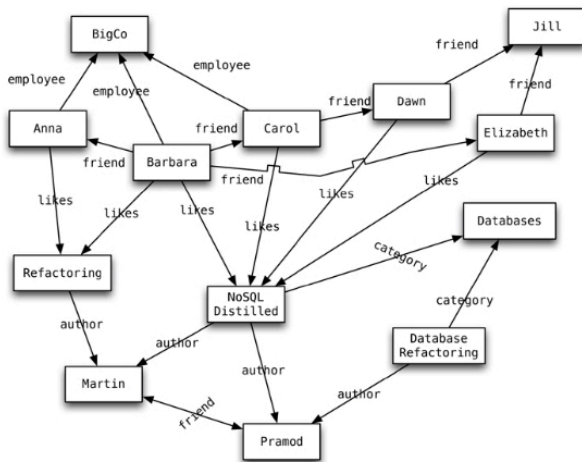 BigCo
Jill
friend
employee
employee
employee
friend
Dawn
friend
Anna
Carol
Elizabeth
friend
Barbara
friend
friend
likes
likes
likes
likes
likes
likes
Databases
category
Refactoring
NoSQL
Distilled
category
author
author
Database
Refactoring
author
Martin
author
friend
Pramod